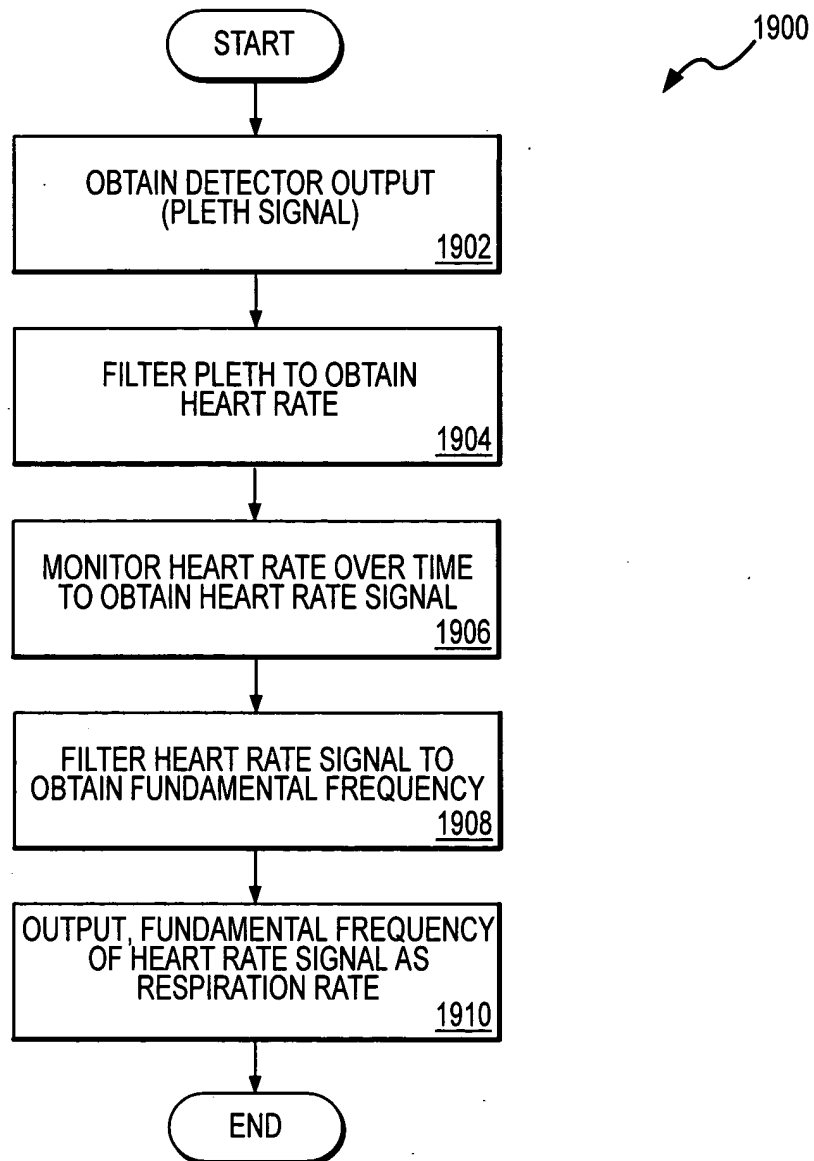 START
1900
OBTAIN DETECTOR OUTPUT
(PLETH SIGNAL)
1902
FILTER PLETH TO OBTAIN
HEART RATE
1904
MONITOR HEART RATE OVER TIME
TO OBTAIN HEART RATE SIGNAL
1906
FILTER HEART RATE SIGNAL TO
OBTAIN FUNDAMENTAL FREQUENCY
1908
OUTPUT, FUNDAMENTAL FREQUENCY
OF HEART RATE SIGNAL AS
RESPIRATION RATE
1910
END